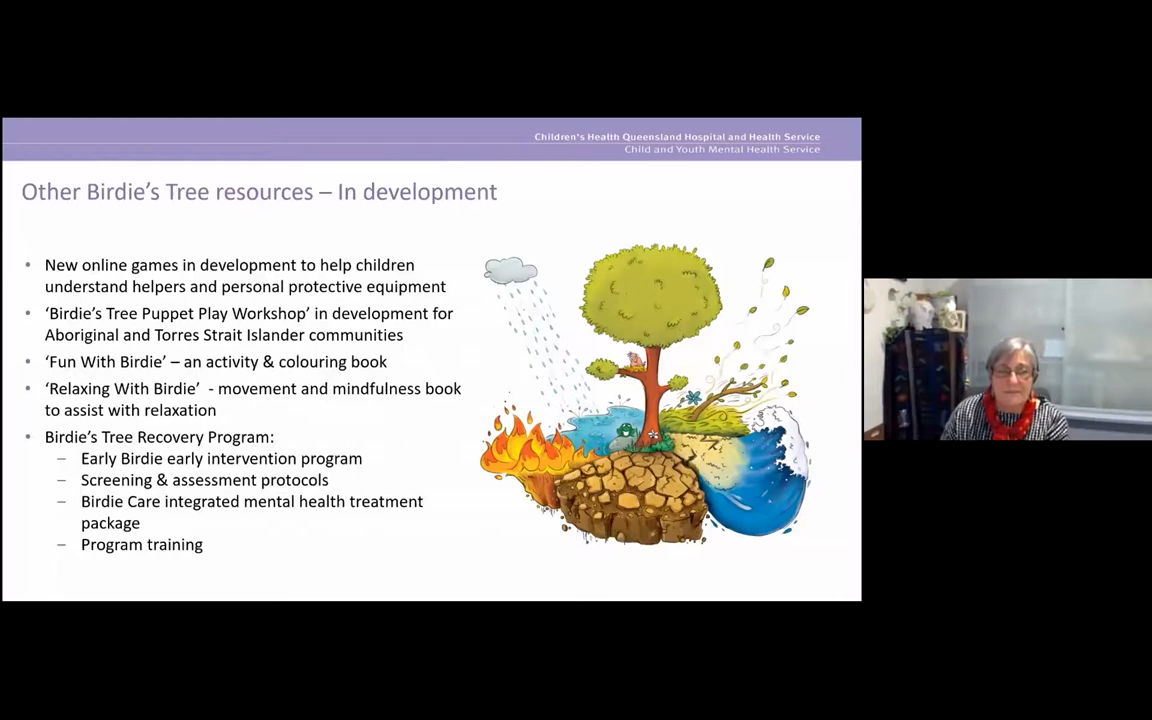 Children's Health Queensland Hospital and Health Service
Child and Youth Mental Health Service
Other Birdie's Tree resources – In development
• New online games in development to help children
understand helpers and personal protective equipment
• 'Birdie's Tree Puppet Play Workshop' in development for
Aboriginal and Torres Strait Islander communities
• 'Fun With Birdie' – an activity & colouring book
• 'Relaxing With Birdie' - movement and mindfulness book
to assist with relaxation
• Birdie's Tree Recovery Program:
– Early Birdie early intervention program
– Screening & assessment protocols
– Birdie Care integrated mental health treatment
package
– Program training